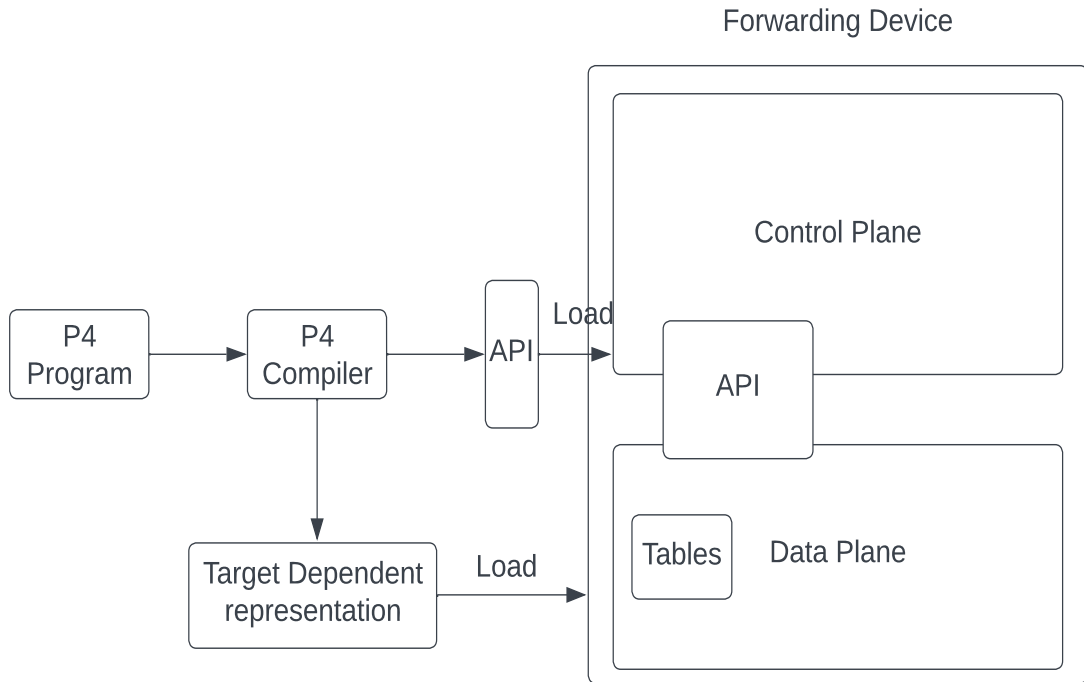 Forwarding Device
Control Plane
Load
P4
Program
P4
Compiler
API
API
Tables
Data Plane
Load
Target Dependent
representation